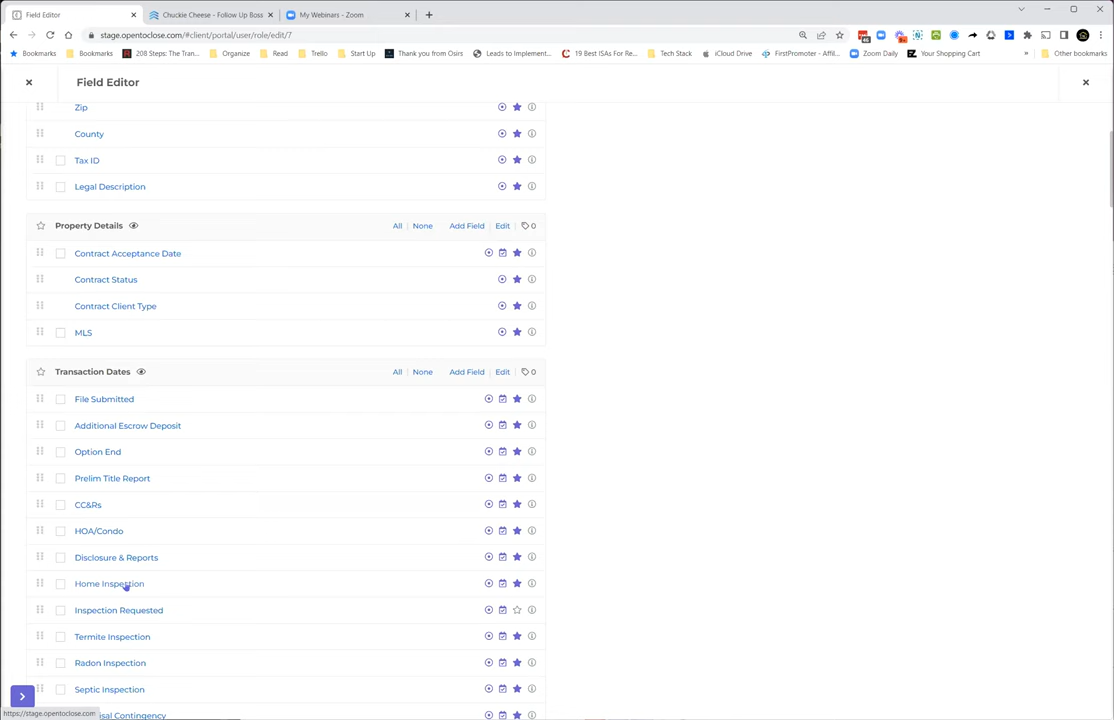 Field Editor
Chuckie Cheese - Follow Up Boss
My Webinars - Zoom
stage.opentoclose.com/#client/portal/user/role/edit/7
Bookmarks
Bookmarks
208 Steps: The Tran...
Organize
Road
Trello
Start Up
Thank you from Osirs
Leads to Implement...
19 Best ISAs For Re...
Tech Stack
iCloud Drive
FirstPromoter - Affil...
Zoom Daily
Your Shopping Cart
»
Other bookmarks
Field Editor
Zip
County
Tax ID
Legal Description
Property Details
All | None Add Field | Edit 0
Contract Acceptance Date
Contract Status
Contract Client Type
MLS
Transaction Dates
All | None Add Field | Edit 0
File Submitted
Additional Escrow Deposit
Option End
Prelim Title Report
CC&Rs
HOA/Condo
Disclosure & Reports
Home Inspection
Inspection Requested
Termite Inspection
Radon Inspection
Septic Inspection
isal Contingency
https://stage.opentoclose.com